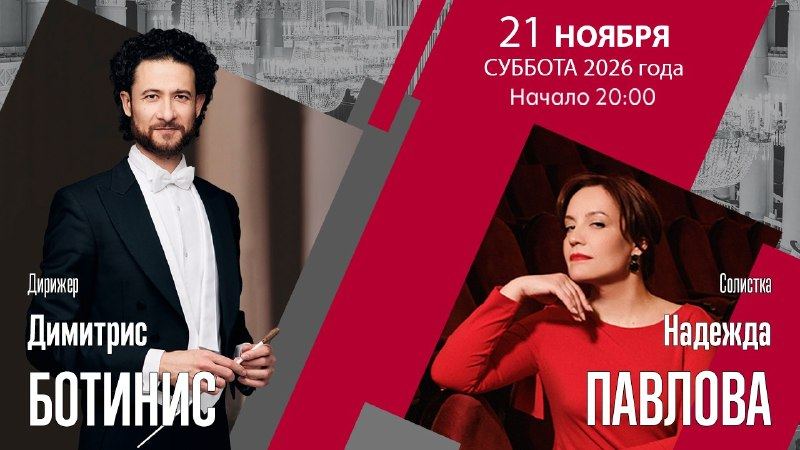 21 НОЯБРЯ
СУББОТА 2026 года
Начало 20:00
Дирижер
Димитрис
БОТИНИС
Солистка
Надежда
ПАВЛОВА